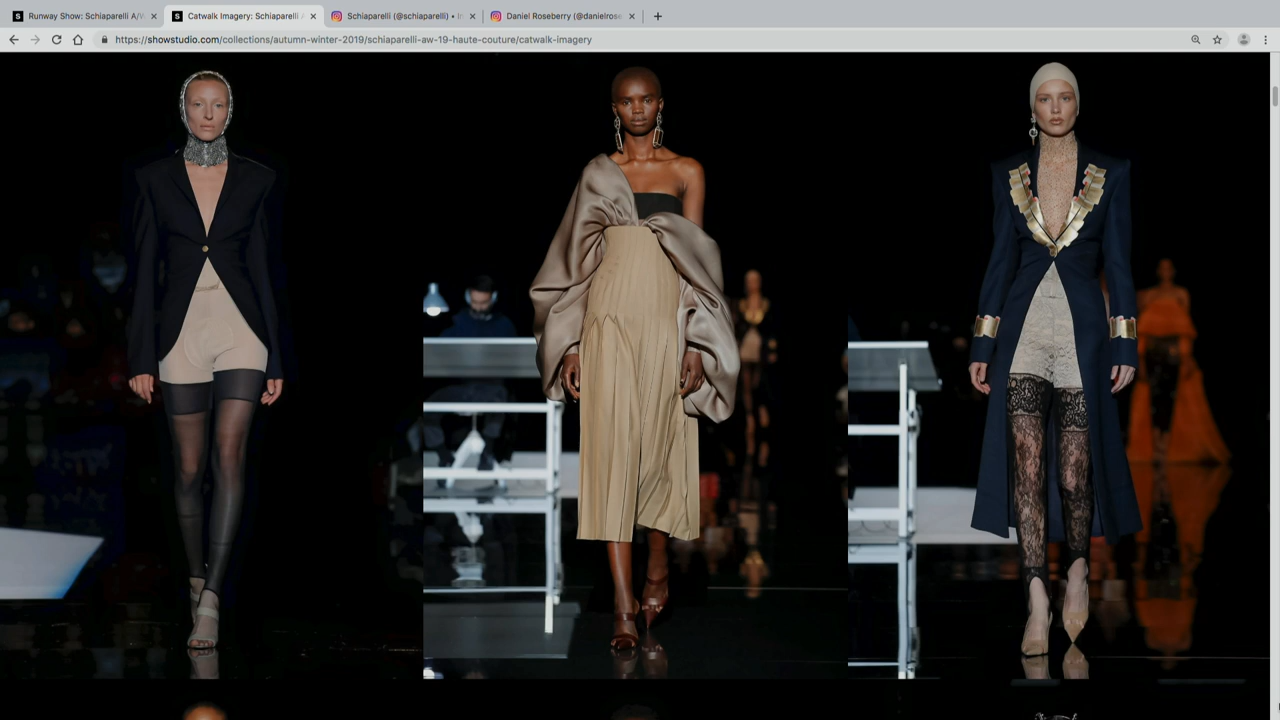 S Runway Show: Schiaparelli A/W
S Catwalk Imagery: Schiaparelli A
Schiaparelli (@schiaparelli) • In
Daniel Roseberry (@danielrose
https://showstudio.com/collections/autumn-winter-2019/schiaparelli-aw-19-haute-couture/catwalk-imagery